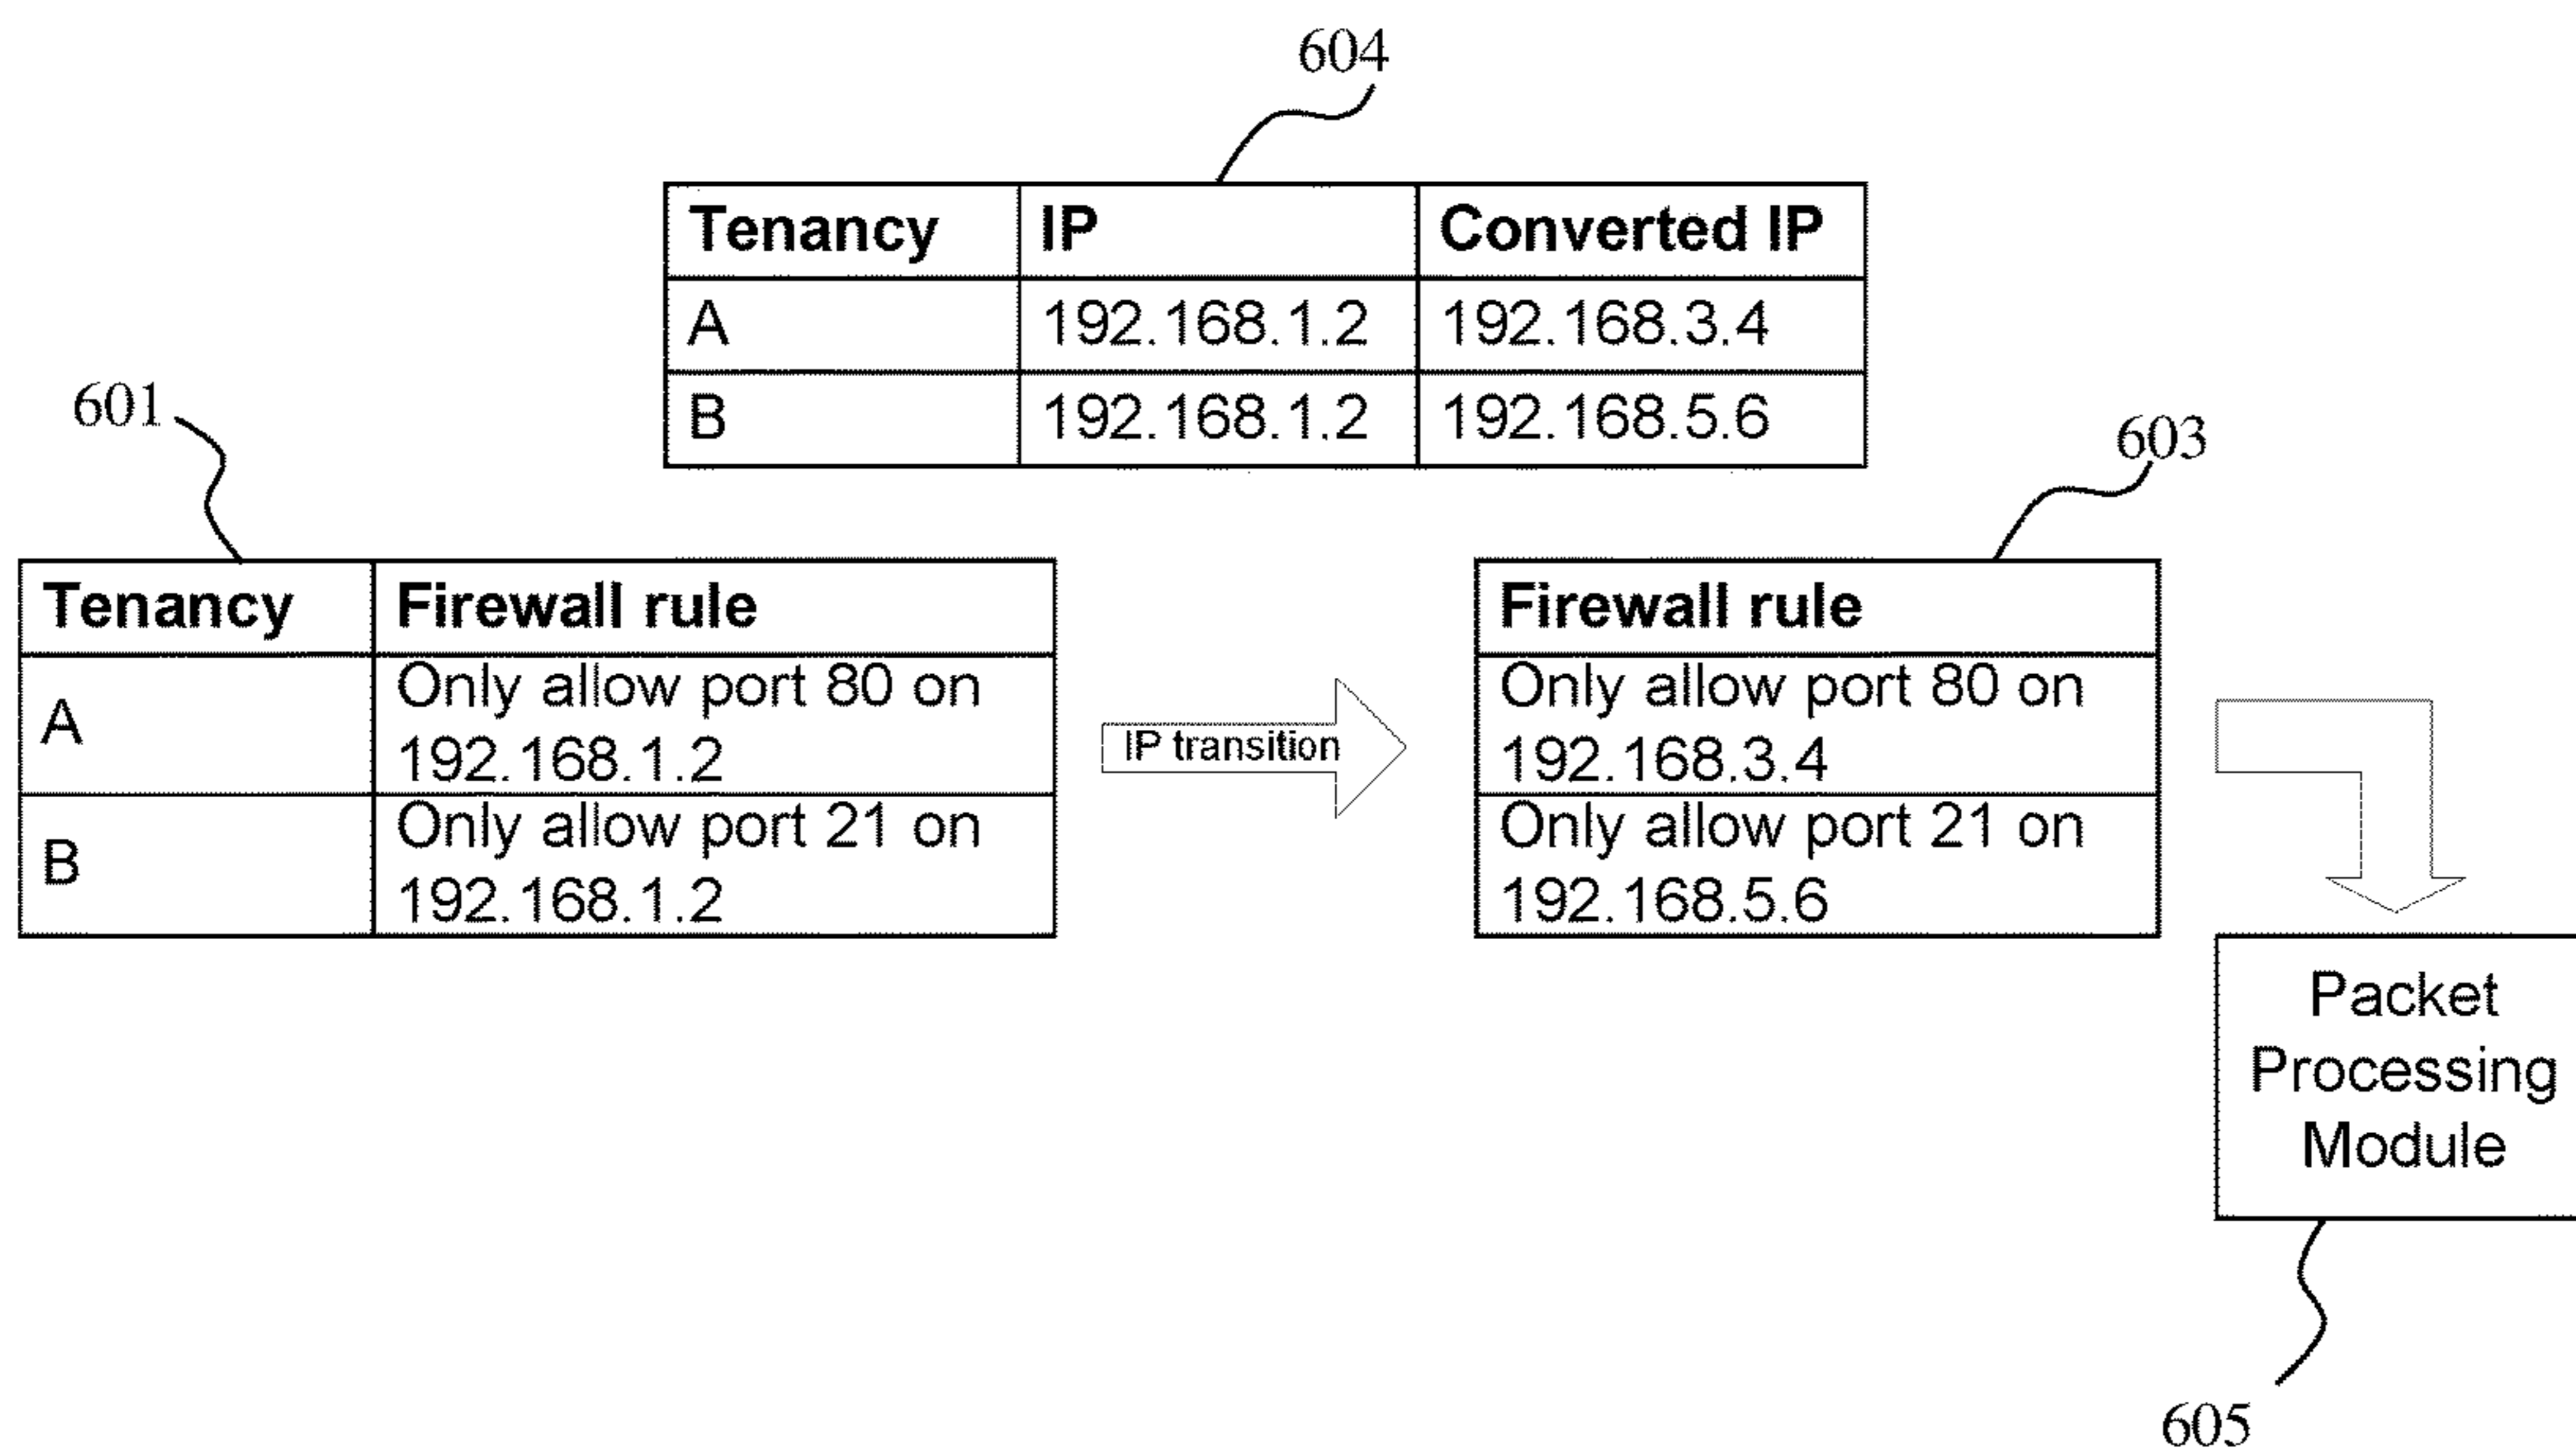 604
Tenancy IP Converted IP
A 192.168.1.2 192.168.3.4
B 192.168.1.2 192.168.5.6
601
603
Tenancy Firewall rule
A
Only allow port 80 on
192.168.1.2
B
Only allow port 21 on
192.168.1.2
IP transition
Firewall rule
Only allow port 80 on
192.168.3.4
Only allow port 21 on
192.168.5.6
Packet
Processing
Module
605